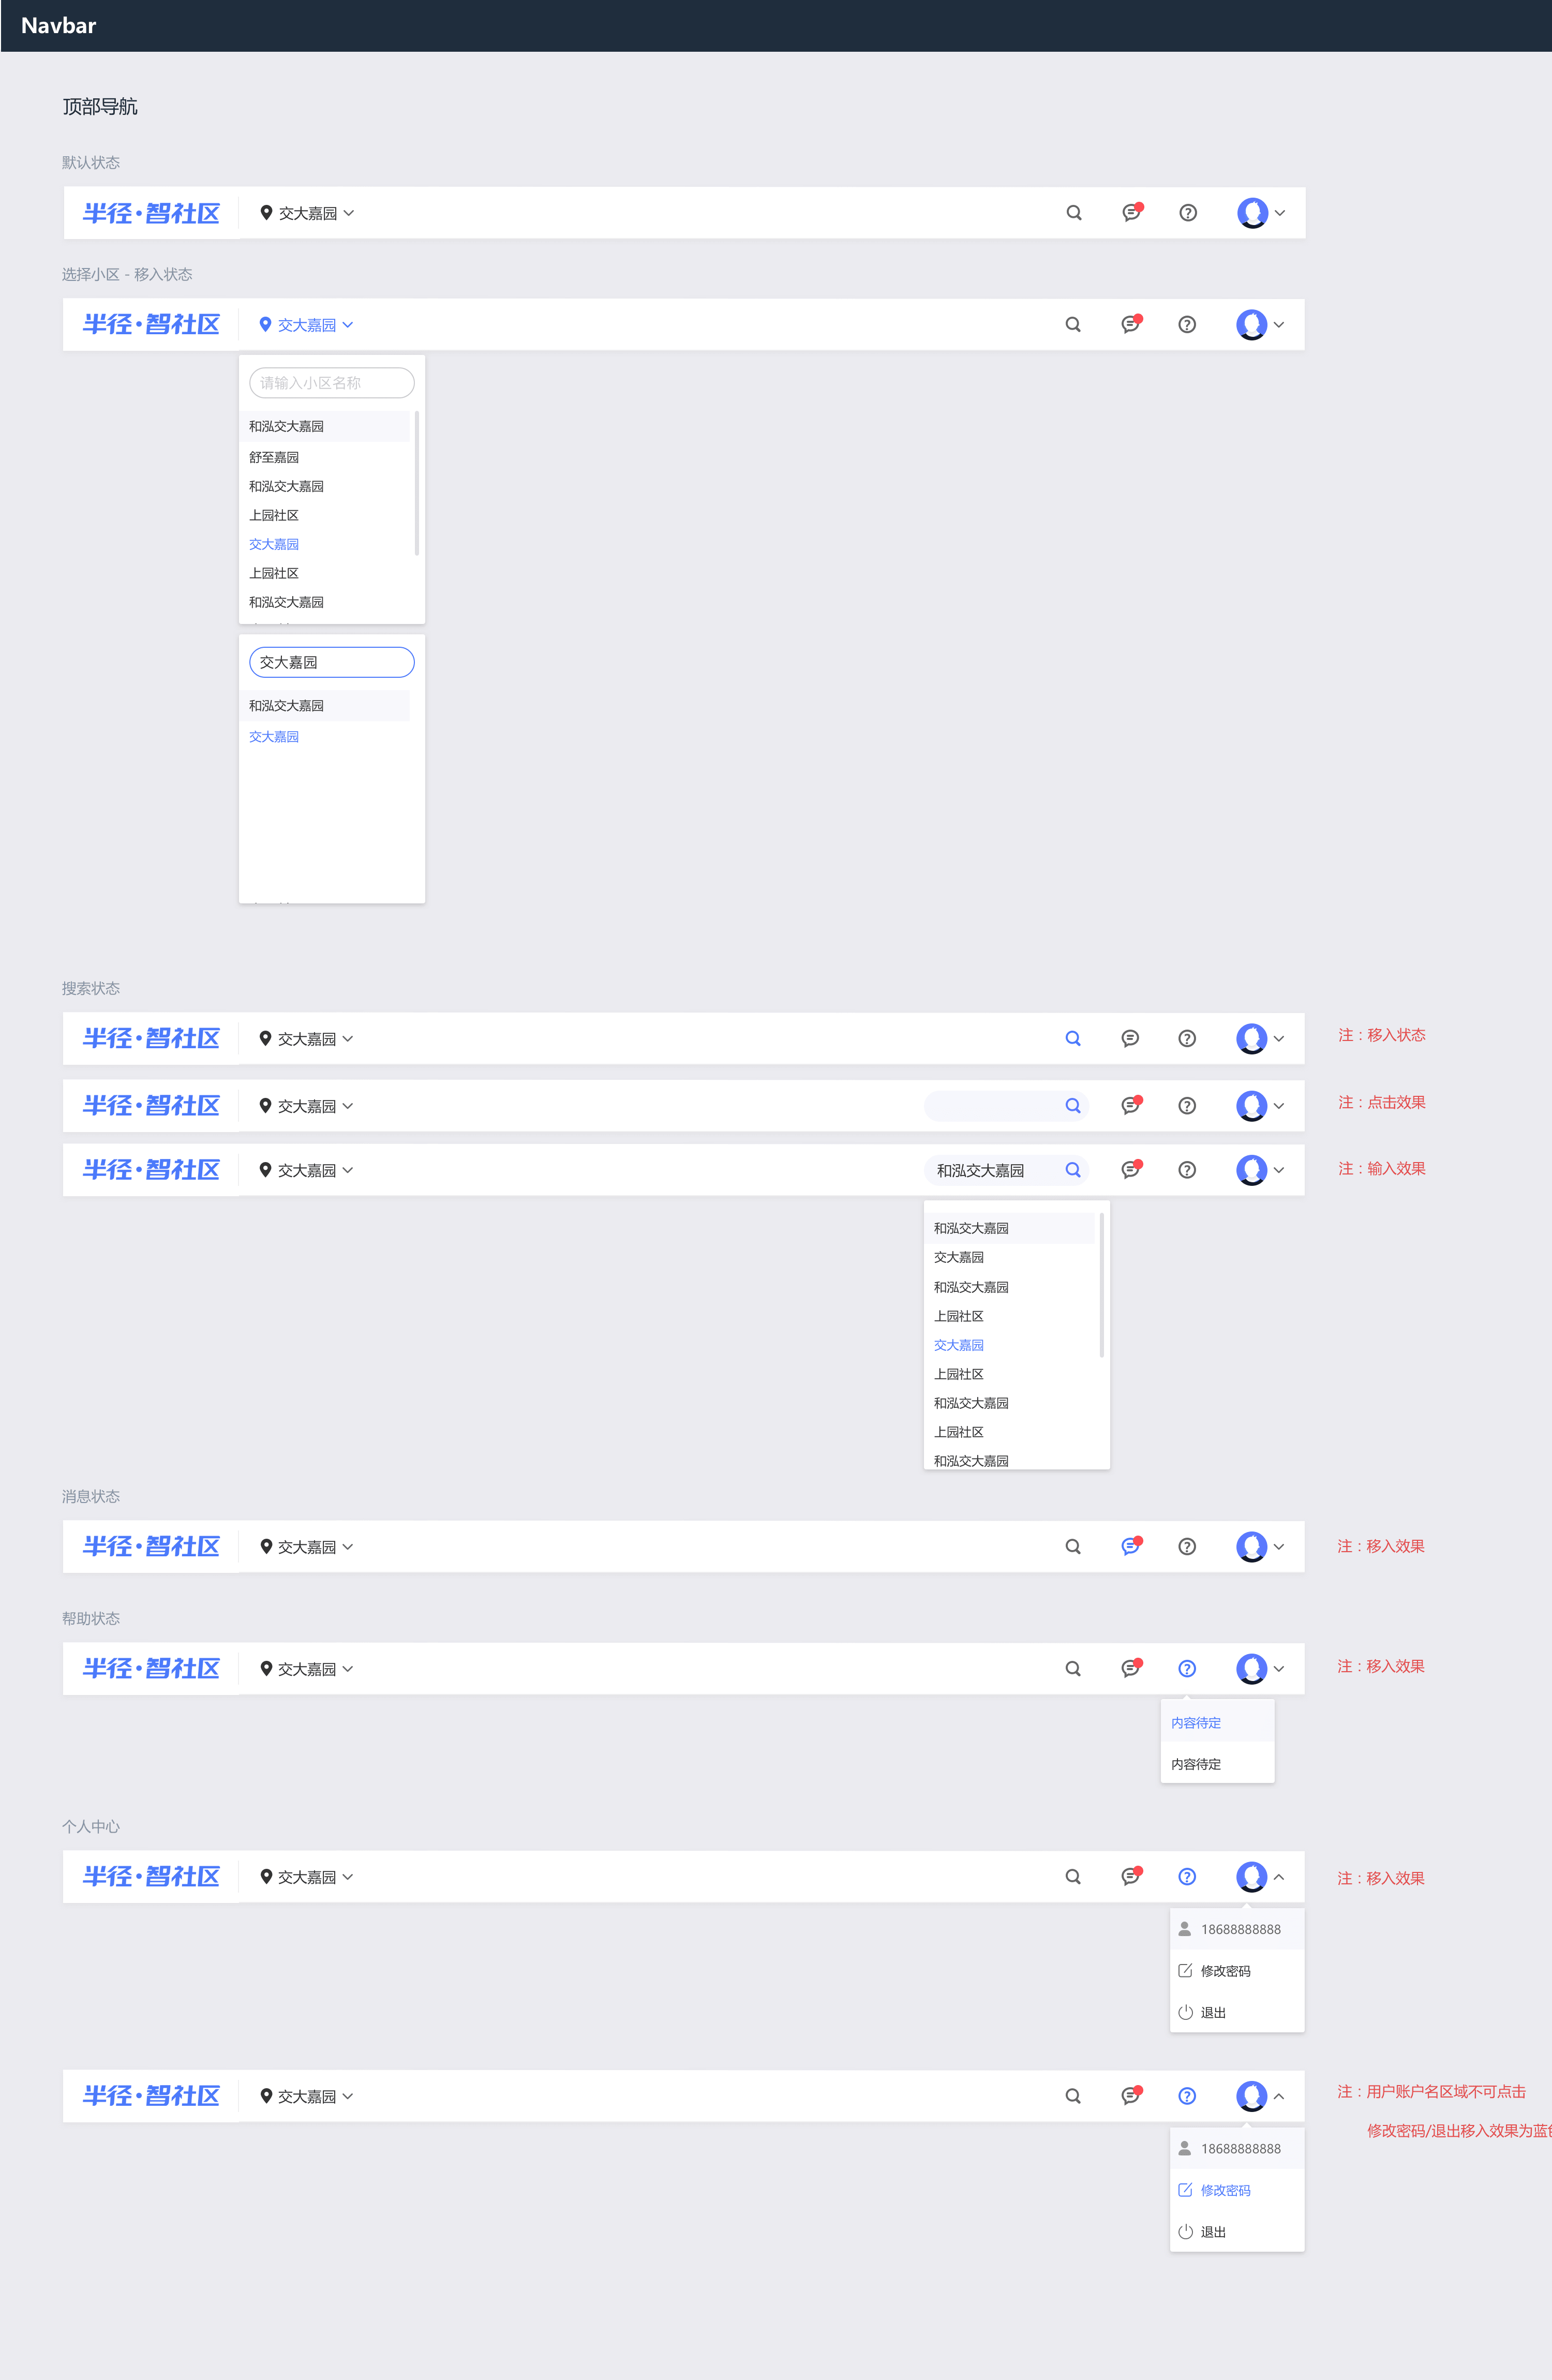 Navbar
顶部导航
默认状态
半径·智社区 交大嘉园
选择小区 - 移入状态
半径·智社区 交大嘉园
请输入小区名称
和泓交大嘉园
舒至嘉园
和泓交大嘉园
上园社区
交大嘉园
上园社区
和泓交大嘉园
交大嘉园
和泓交大嘉园
交大嘉园
搜索状态
半径·智社区 交大嘉园 注：移入状态
半径·智社区 交大嘉园 注：点击效果
半径·智社区 交大嘉园 和泓交大嘉园 注：输入效果
和泓交大嘉园
交大嘉园
和泓交大嘉园
上园社区
交大嘉园
上园社区
和泓交大嘉园
上园社区
和泓交大嘉园
消息状态
半径·智社区 交大嘉园 注：移入效果
帮助状态
半径·智社区 交大嘉园 注：移入效果
内容待定
内容待定
个人中心
半径·智社区 交大嘉园 注：移入效果
18688888888
修改密码
退出
半径·智社区 交大嘉园 注：用户账户名区域不可点击
修改密码/退出移入效果为蓝
18688888888
修改密码
退出